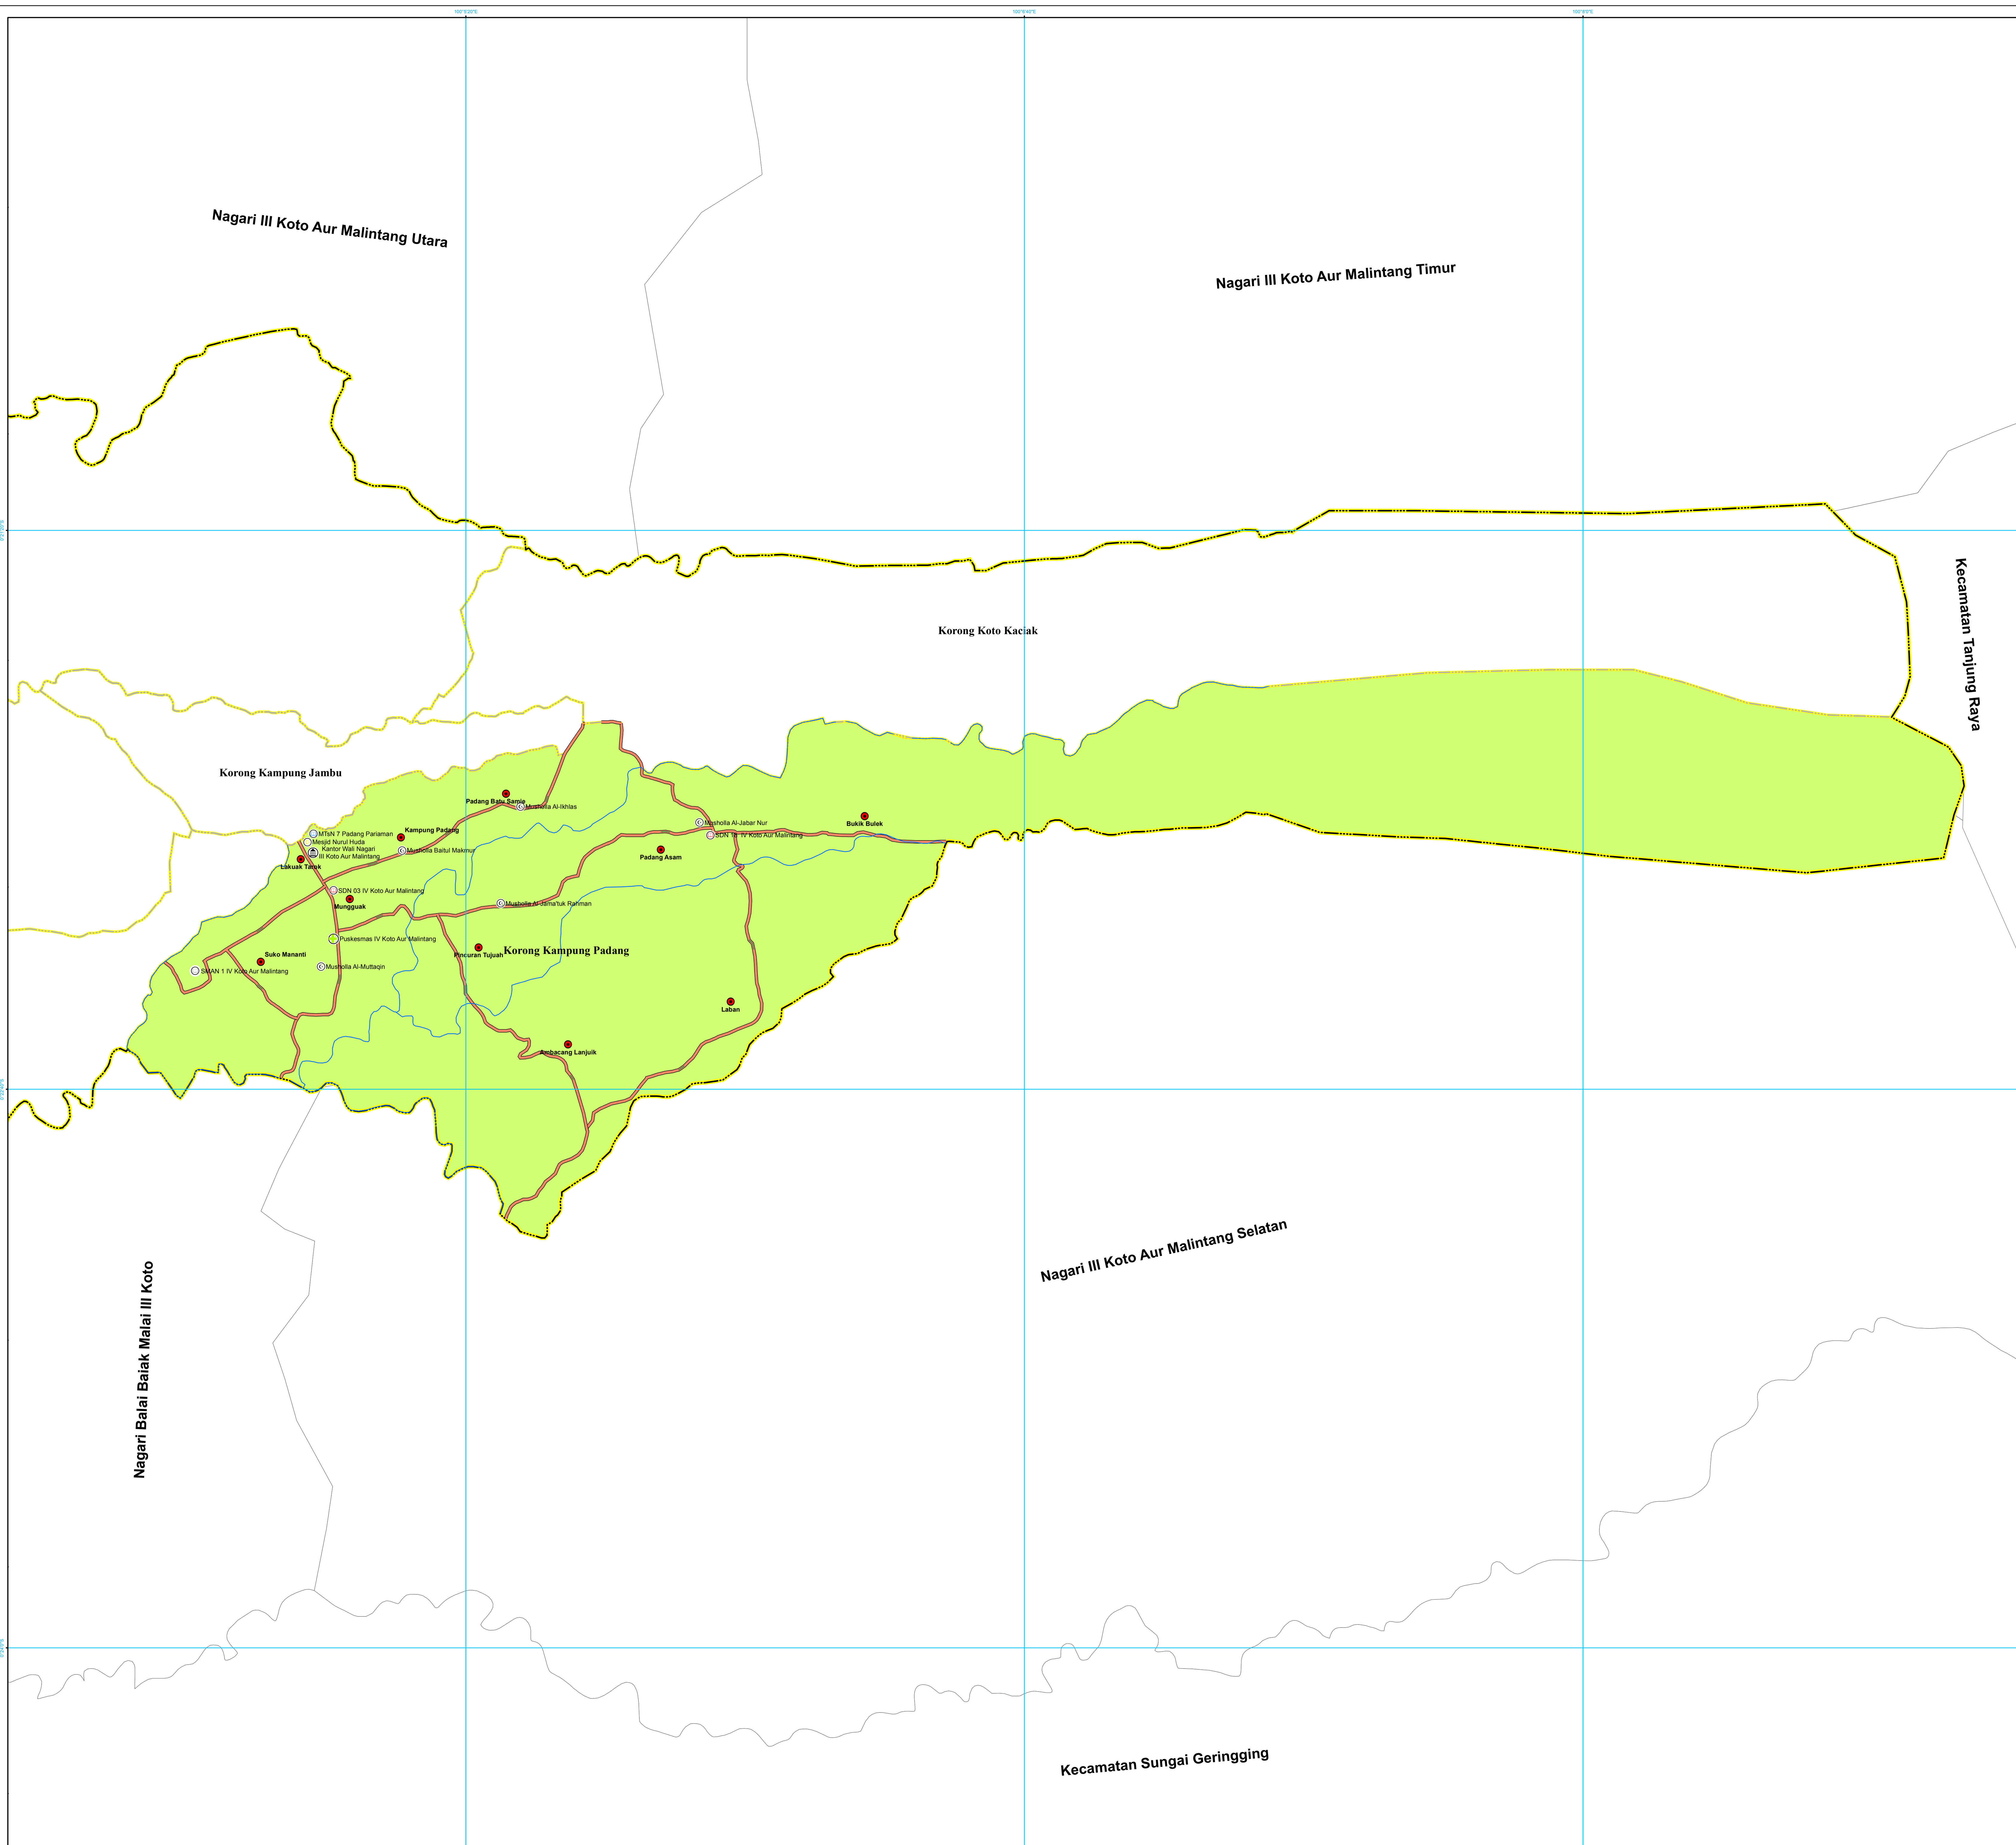 Nagari III Koto Aur Malintang Utara
Nagari III Koto Aur Malintang Timur
Kecamatan Tanjung Raya
Korong Koto Kaciak
Korong Kampung Jambu
Padang Batu Samie
Musholla Al-Ikhlas
MTsN 7 Padang Pariaman
Kampung Padang
Mesjid Nurul Huda
Kantor Wali Nagari
III Koto Aur Malintang
Musholla Baitul Makmur
Lakuak Tarok
Musholla Al-Jabar Nur
SDN 18 IV Koto Aur Malintang
Bukik Bulek
Padang Asam
SDN 03 IV Koto Aur Malintang
Mungguak
Musholla Al-Jama'tuk Rahman
Puskesmas IV Koto Aur Malintang
Pincuran Tujuah
Korong Kampung Padang
Suko Mananti
SMAN 1 IV Koto Aur Malintang
Musholla Al-Muttaqin
Laban
Ambacang Lanjuik
Nagari III Koto Aur Malintang Selatan
Nagari Balai Baiak Malai III Koto
Kecamatan Sungai Geringging